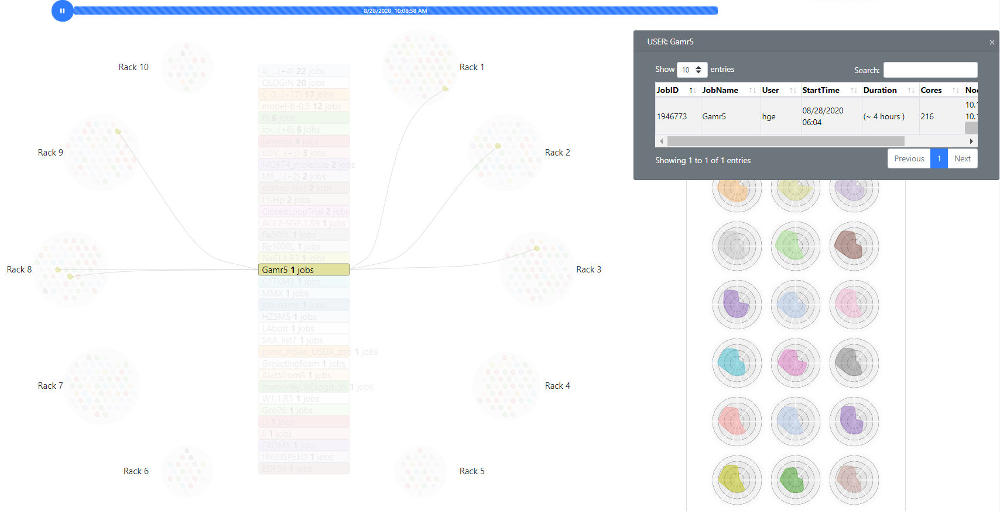 8/28/2020, 10:08:58 AM
USER: Gamr5
×
Show 10 entries
Search:
JobID JobName User StartTime Duration Cores Noc
1946773 Gamr5 hge 08/28/2020 06:04 (~ 4 hours ) 216 10.1 10.1
Showing 1 to 1 of 1 entries
Previous 1 Next
Rack 10
Rack 1
Rack 9
Rack 2
Rack 8
Rack 3
Rack 7
Rack 4
Rack 6
Rack 5
IL_...(+4) 22 jobs
QLOGIN 20 jobs
C-0...(+17) 17 jobs
model-b-0.5 12 jobs
Ri 6 jobs
icv...(+6) 6 jobs
lammps 4 jobs
BDV...(+3) 3 jobs
MOF74_molecule 2 jobs
M6_...(+2) 2 jobs
matlab-test 2 jobs
t1-Hp 2 jobs
ClosedLoopTrial 2 jobs
ACE2-SGP.1.R9 1 jobs
Re500L 1 jobs
Re1000L 1 jobs
NaCl.1.R3 1 jobs
Gamr5 1 jobs
C17KM3 1 jobs
MMX 1 jobs
job_name 1 jobs
HZSM5 1 jobs
LAbott 1 jobs
SRA_list7 1 jobs
psmc_mSep_USDA_zoo 1 jobs
Greactingfoam 1 jobs
Alat5from8 1 jobs
malooney_RCLogit_55 1 jobs
W1.1.R1 1 jobs
Gco26 1 jobs
Li 1 jobs
li 1 jobs
FROM5 1 jobs
HIGHSPEED 1 jobs
EDF38 1 jobs